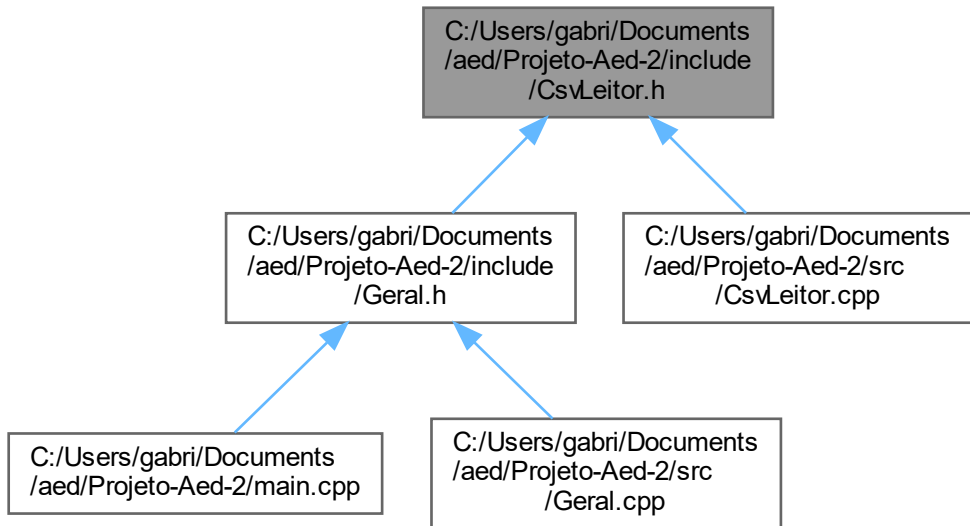 C:/Users/gabri/Documents
/aed/Projeto-Aed-2/include
/CsvLeitor.h
C:/Users/gabri/Documents
/aed/Projeto-Aed-2/include
/Geral.h
C:/Users/gabri/Documents
/aed/Projeto-Aed-2/src
/CsvLeitor.cpp
C:/Users/gabri/Documents
/aed/Projeto-Aed-2/main.cpp
C:/Users/gabri/Documents
/aed/Projeto-Aed-2/src
/Geral.cpp